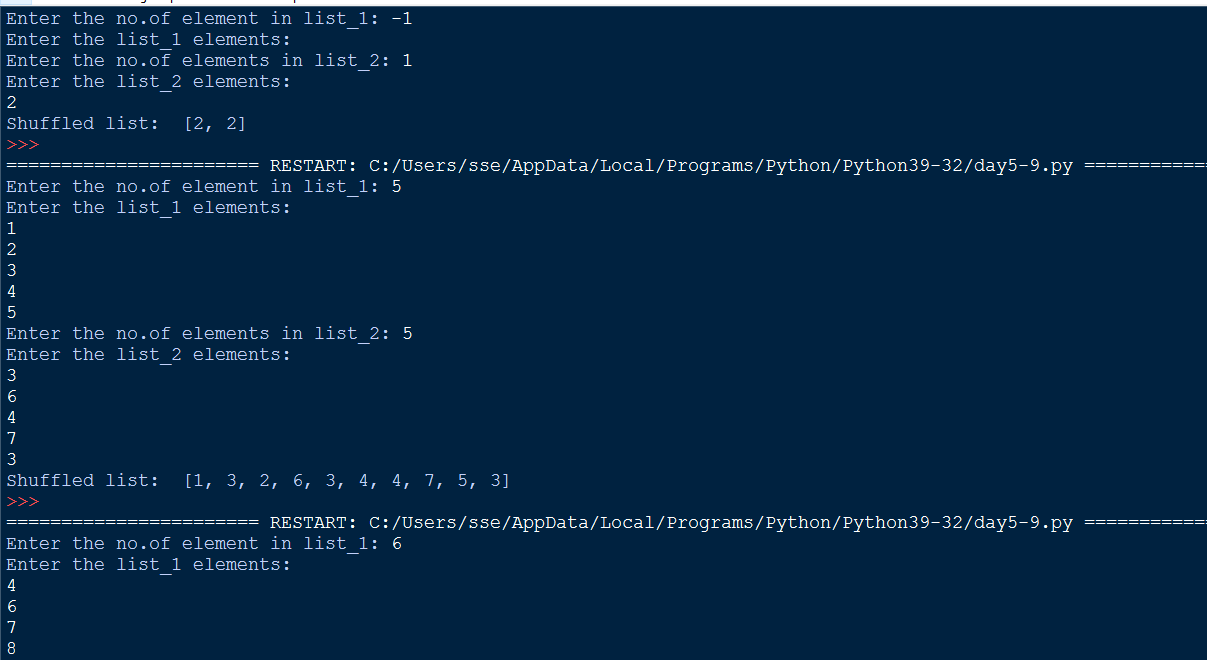 Enter the no.of element in list_1: -1
Enter the list_1 elements:
Enter the no.of elements in list_2: 1
Enter the list_2 elements:
2
Shuffled list:  [2, 2]
>>>
======================= RESTART: C:/Users/sse/AppData/Local/Programs/Python/Python39-32/day5-9.py ============
Enter the no.of element in list_1: 5
Enter the list_1 elements:
1
2
3
4
5
Enter the no.of elements in list_2: 5
Enter the list_2 elements:
3
6
4
7
3
Shuffled list:  [1, 3, 2, 6, 3, 4, 4, 7, 5, 3]
>>>
======================= RESTART: C:/Users/sse/AppData/Local/Programs/Python/Python39-32/day5-9.py ============
Enter the no.of element in list_1: 6
Enter the list_1 elements:
4
6
7
8